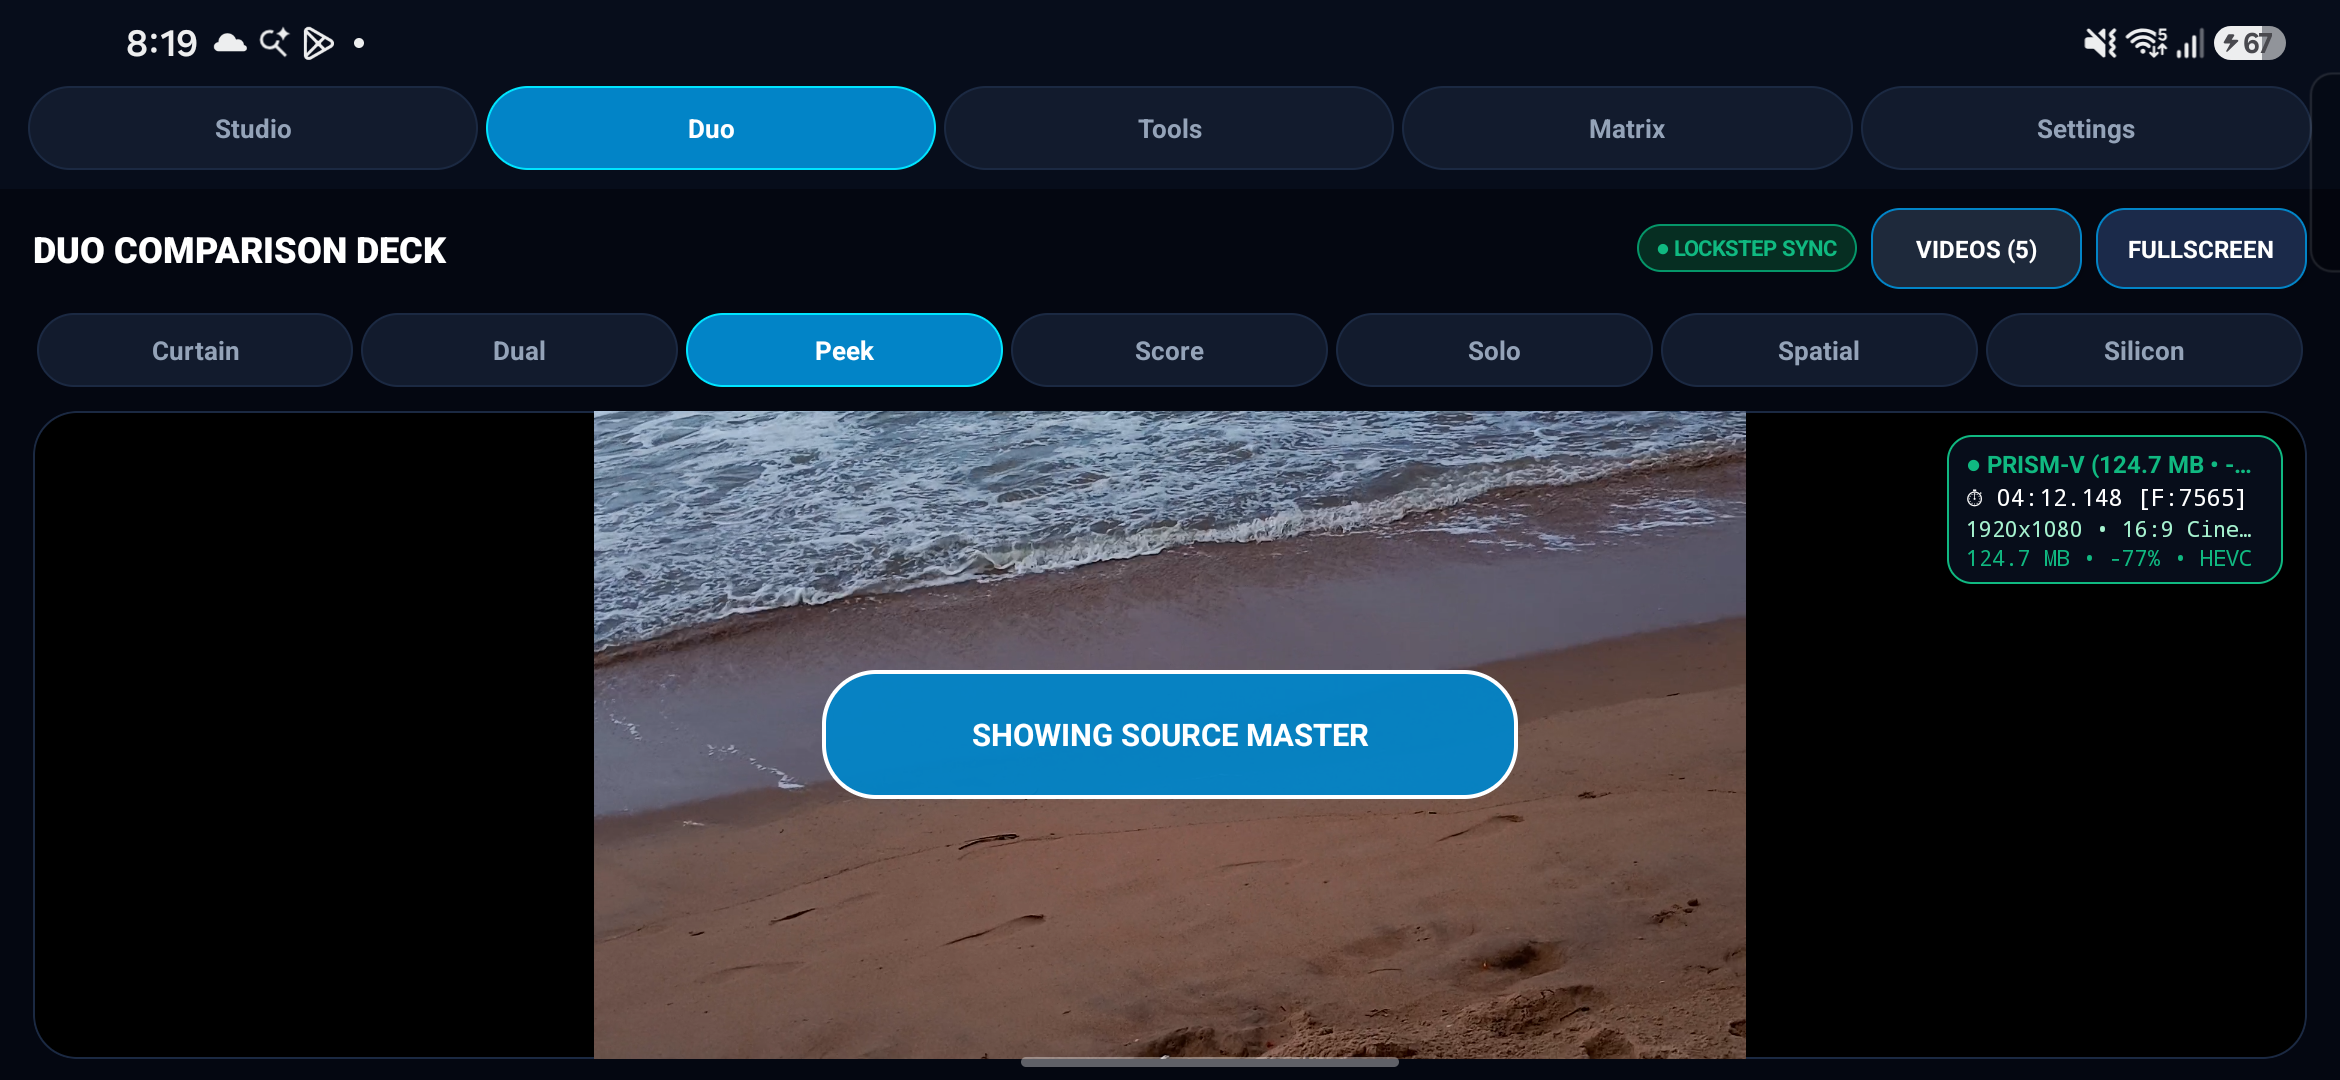 8:19
5
67
Studio
Duo
Tools
Matrix
Settings
DUO COMPARISON DECK
LOCKSTEP SYNC
VIDEOS (5)
FULLSCREEN
Curtain
Dual
Peek
Score
Solo
Spatial
Silicon
PRISM-V (124.7 MB • -...
⏱ 04:12.148 [F:7565]
1920x1080 • 16:9 Cine…
124.7 MB • -77% • HEVC
SHOWING SOURCE MASTER